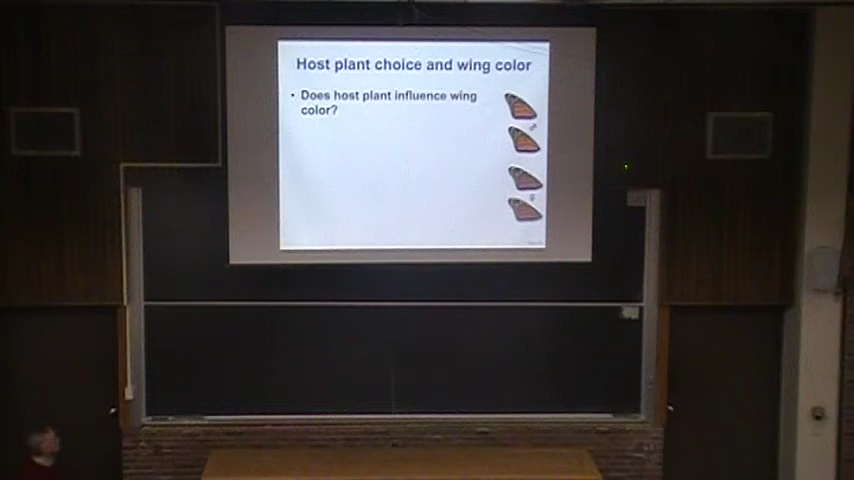 Host plant choice and wing color
• Does host plant influence wing
color?